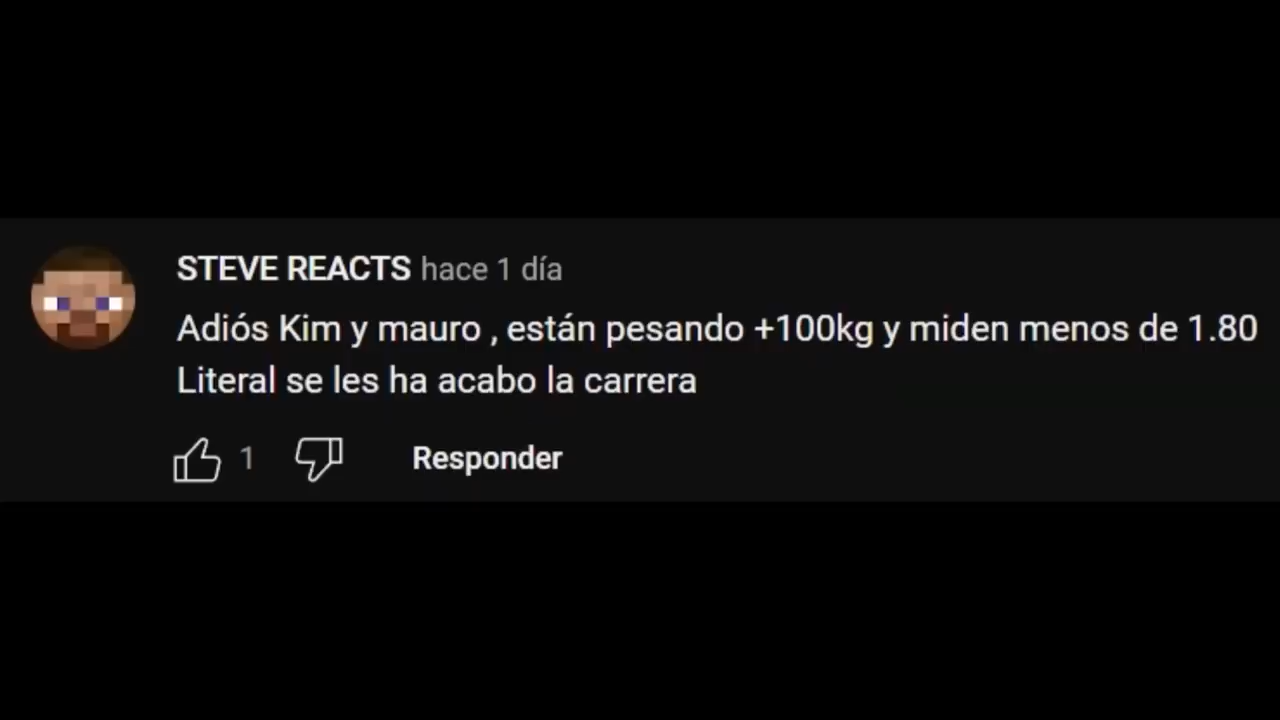 STEVE REACTS hace 1 día
Adiós Kim y mauro , están pesando +100kg y miden menos de 1.80
Literal se les ha acabo la carrera
1 Responder